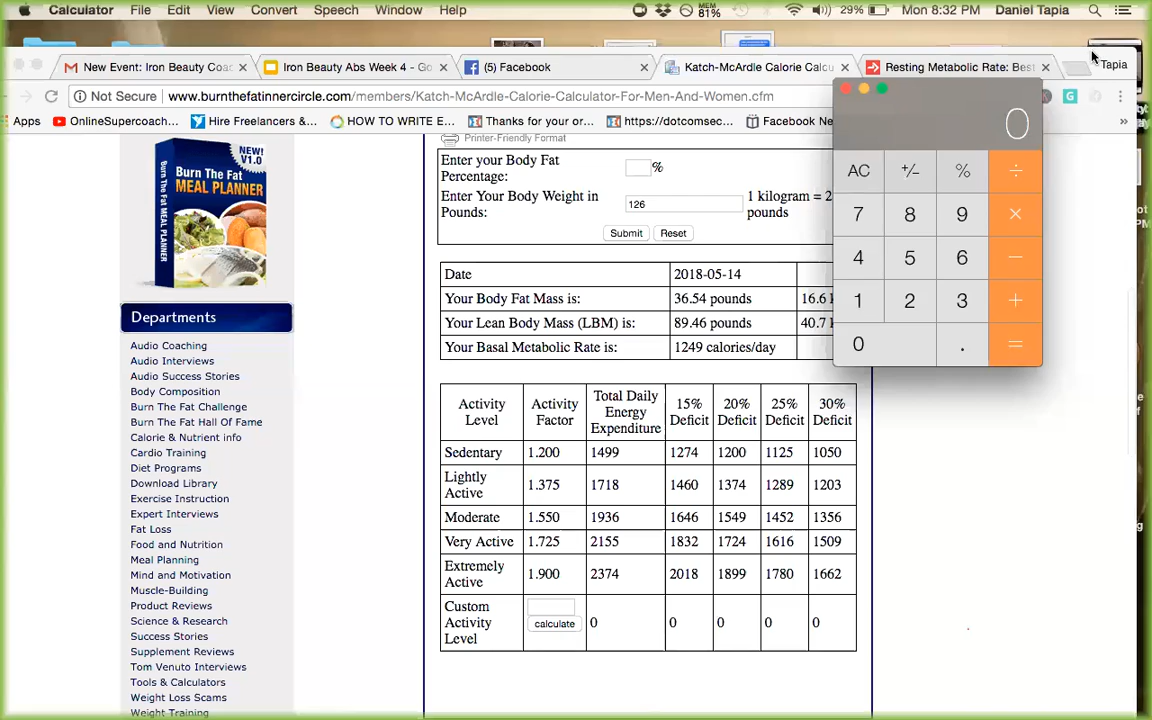 Calculator File Edit View Convert Speech Window Help MEM 81% 29% Mon 8:32 PM Daniel Tapia
New Event: Iron Beauty Coac × Iron Beauty Abs Week 4 - Go × (5) Facebook × Katch-McArdle Calorie Calcu × Resting Metabolic Rate: Best × Tapia
Not Secure www.burnthefatinnercircle.com/members/Katch-McArdle-Calorie-Calculator-For-Men-And-Women.cfm
Apps OnlineSupercoach... Hire Freelancers &... HOW TO WRITE E... Thanks for your or... https://dotcomsec... Facebook Ne »
Printer-Friendly Format
Enter your Body Fat
Percentage:
%
Enter Your Body Weight in
Pounds:
126
1 kilogram = 2
pounds
Submit Reset
Date 2018-05-14
Your Body Fat Mass is: 36.54 pounds 16.6 k
Your Lean Body Mass (LBM) is: 89.46 pounds 40.7 k
Your Basal Metabolic Rate is: 1249 calories/day
Activity Level Activity Factor Total Daily Energy Expenditure 15% Deficit 20% Deficit 25% Deficit 30% Deficit
Sedentary 1.200 1499 1274 1200 1125 1050
Lightly Active 1.375 1718 1460 1374 1289 1203
Moderate 1.550 1936 1646 1549 1452 1356
Very Active 1.725 2155 1832 1724 1616 1509
Extremely Active 1.900 2374 2018 1899 1780 1662
Custom Activity Level calculate 0 0 0 0 0
0
AC +/- % ÷
7 8 9 ×
4 5 6 −
1 2 3 +
0 . =
NEW!
V1.0
Burn The Fat
MEAL PLANNER
BURN THE FAT
MEAL PLANNER
Departments
Audio Coaching
Audio Interviews
Audio Success Stories
Body Composition
Burn The Fat Challenge
Burn The Fat Hall Of Fame
Calorie & Nutrient info
Cardio Training
Diet Programs
Download Library
Exercise Instruction
Expert Interviews
Fat Loss
Food and Nutrition
Meal Planning
Mind and Motivation
Muscle-Building
Product Reviews
Science & Research
Success Stories
Supplement Reviews
Tom Venuto Interviews
Tools & Calculators
Weight Loss Scams
Weight Training